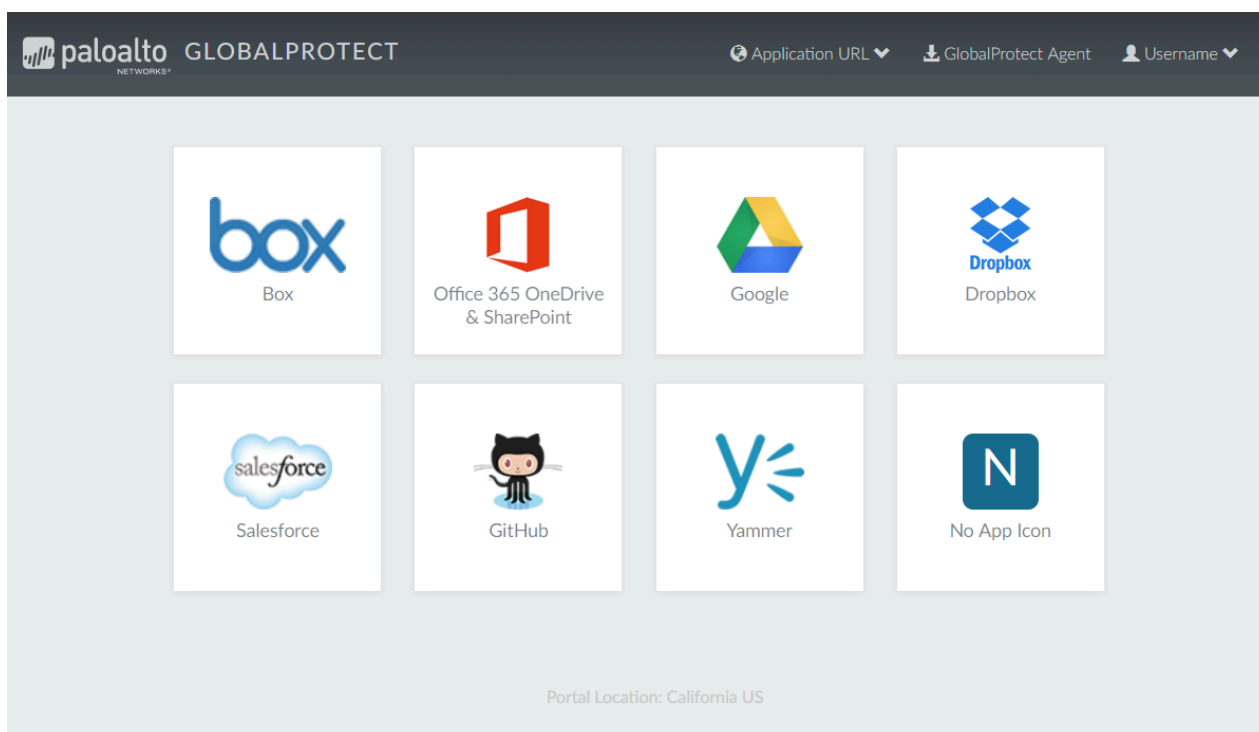 paloalto NETWORKS® GLOBALPROTECT Application URL GlobalProtect Agent Username
box
Box
Office 365 OneDrive
& SharePoint
Google
Dropbox
Dropbox
salesforce
Salesforce
GitHub
Yammer
N
No App Icon
Portal Location: California US